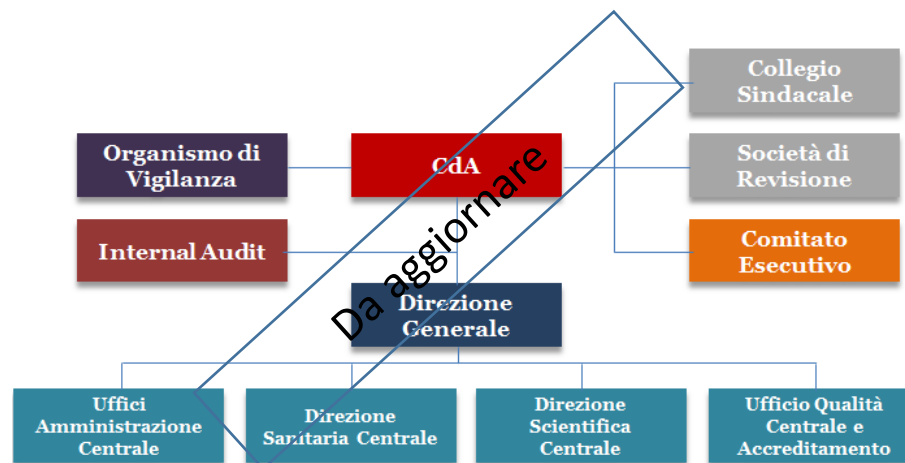 Collegio
Sindacale
Organismo di
Vigilanza
CdA
Società di
Revisione
Internal Audit
Comitato
Esecutivo
Da aggiornare
Direzione
Generale
Uffici
Amministrazione
Centrale
Direzione
Sanitaria Centrale
Direzione
Scientifica
Centrale
Ufficio Qualità
Centrale e
Accreditamento